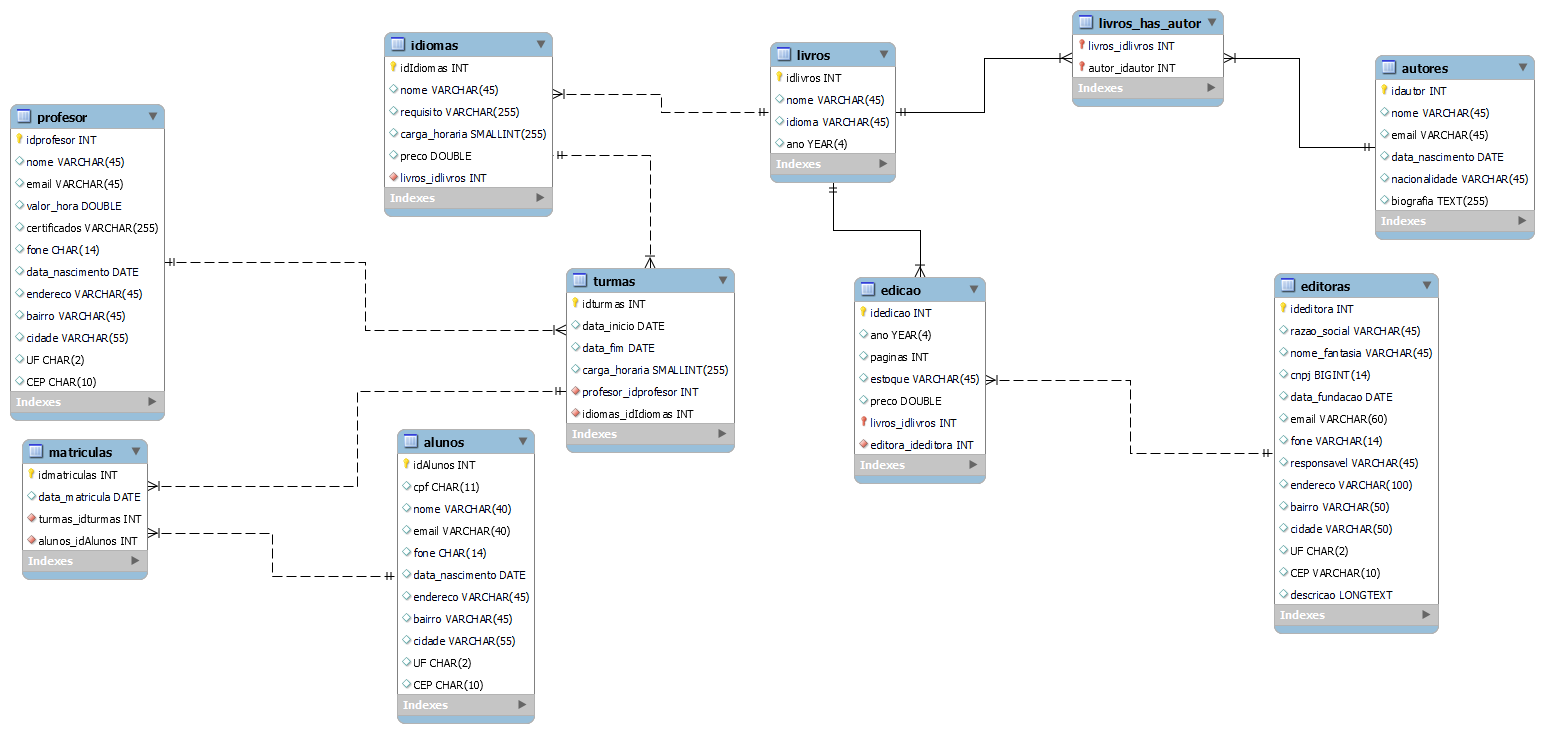 profesor
idprofesor INT
nome VARCHAR(45)
email VARCHAR(45)
valor_hora DOUBLE
certificados VARCHAR(255)
fone CHAR(14)
data_nascimento DATE
endereco VARCHAR(45)
bairro VARCHAR(45)
cidade VARCHAR(55)
UF CHAR(2)
CEP CHAR(10)
Indexes
matriculas
idmatriculas INT
data_matricula DATE
turmas_idturmas INT
alunos_idAlunos INT
Indexes
idiomas
idIdiomas INT
nome VARCHAR(45)
requisito VARCHAR(255)
carga_horaria SMALLINT(255)
preco DOUBLE
livros_idlivros INT
Indexes
alunos
idAlunos INT
cpf CHAR(11)
nome VARCHAR(40)
email VARCHAR(40)
fone CHAR(14)
data_nascimento DATE
endereco VARCHAR(45)
bairro VARCHAR(45)
cidade VARCHAR(55)
UF CHAR(2)
CEP CHAR(10)
Indexes
turmas
idturmas INT
data_inicio DATE
data_fim DATE
carga_horaria SMALLINT(255)
profesor_idprofesor INT
idiomas_idIdiomas INT
Indexes
livros
idlivros INT
nome VARCHAR(45)
idioma VARCHAR(45)
ano YEAR(4)
Indexes
edicao
idedicao INT
ano YEAR(4)
paginas INT
estoque VARCHAR(45)
preco DOUBLE
livros_idlivros INT
editora_ideditora INT
Indexes
livros_has_autor
livros_idlivros INT
autor_idautor INT
Indexes
autores
idautor INT
nome VARCHAR(45)
email VARCHAR(45)
data_nascimento DATE
nacionalidade VARCHAR(45)
biografia TEXT(255)
Indexes
editoras
ideditora INT
razao_social VARCHAR(45)
nome_fantasia VARCHAR(45)
cnpj BIGINT(14)
data_fundacao DATE
email VARCHAR(60)
fone VARCHAR(14)
responsavel VARCHAR(45)
endereco VARCHAR(100)
bairro VARCHAR(50)
cidade VARCHAR(50)
UF CHAR(2)
CEP VARCHAR(10)
descricao LONGTEXT
Indexes